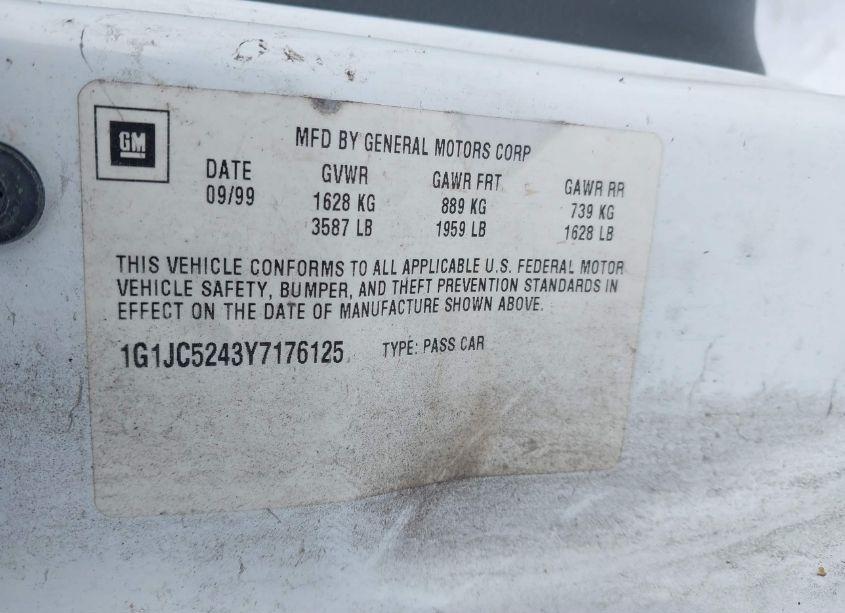 GM
MFD BY GENERAL MOTORS CORP
DATE GVWR GAWR FRT GAWR RR
09/99 1628 KG 889 KG 739 KG
3587 LB 1959 LB 1628 LB
THIS VEHICLE CONFORMS TO ALL APPLICABLE U.S. FEDERAL MOTOR
VEHICLE SAFETY, BUMPER, AND THEFT PREVENTION STANDARDS IN
EFFECT ON THE DATE OF MANUFACTURE SHOWN ABOVE.
1G1JC5243Y7176125 TYPE: PASS CAR